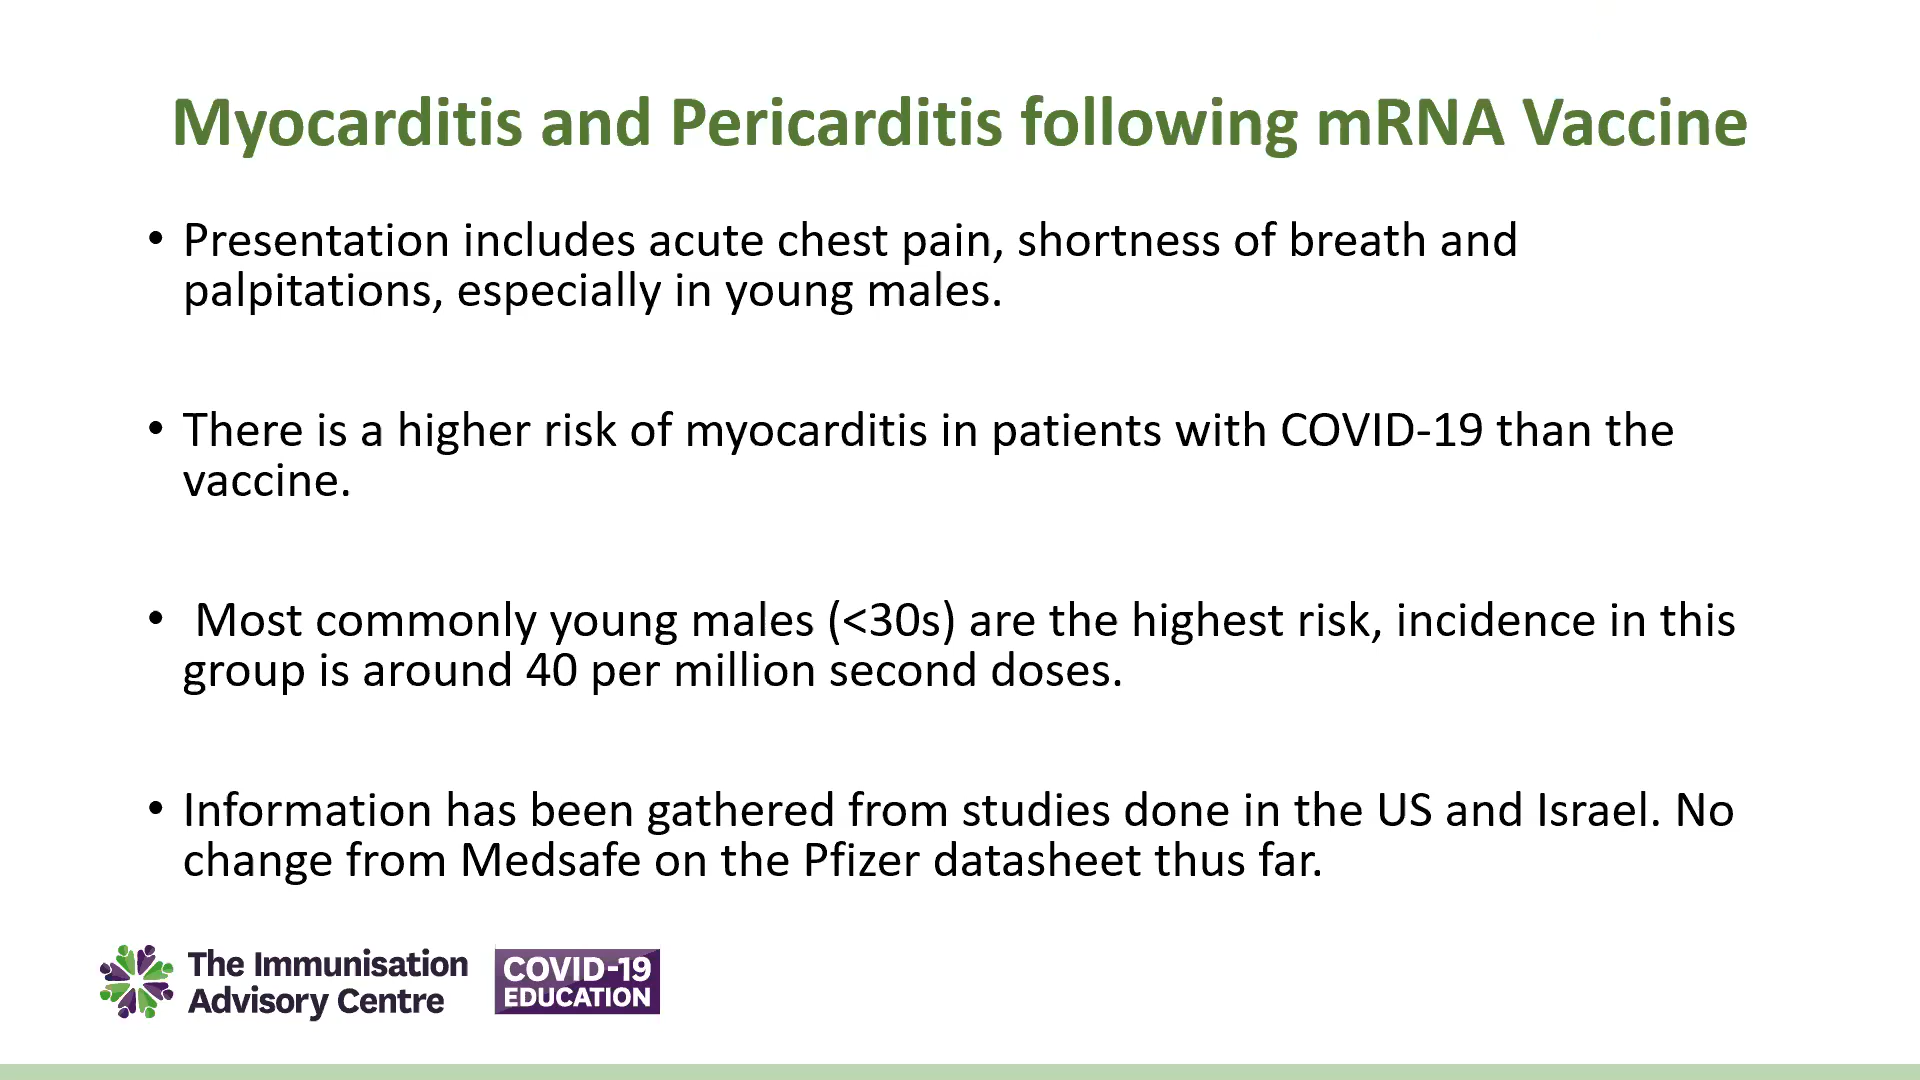 Myocarditis and Pericarditis following mRNA Vaccine
• Presentation includes acute chest pain, shortness of breath and
palpitations, especially in young males.
• There is a higher risk of myocarditis in patients with COVID-19 than the
vaccine.
• Most commonly young males (<30s) are the highest risk, incidence in this
group is around 40 per million second doses.
• Information has been gathered from studies done in the US and Israel. No
change from Medsafe on the Pfizer datasheet thus far.
The Immunisation
Advisory Centre
COVID-19
EDUCATION